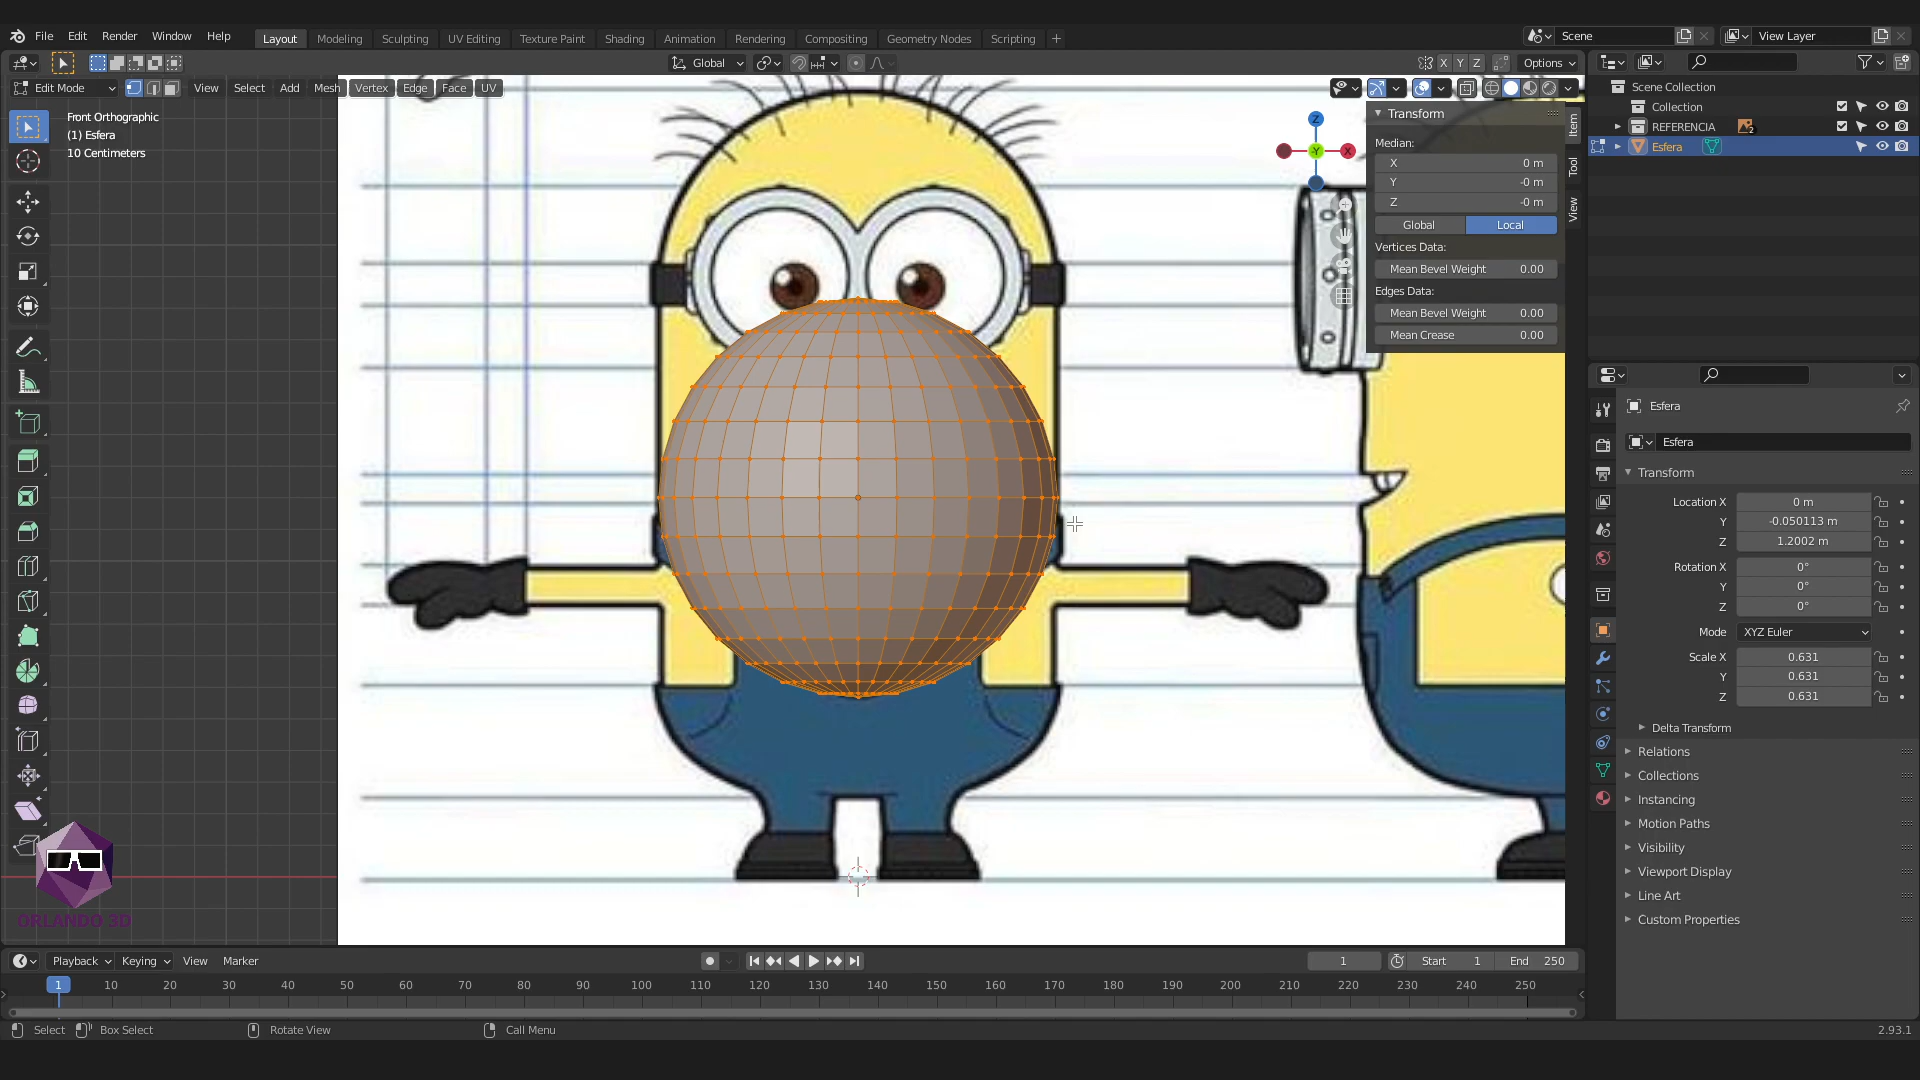 File Edit Render Window Help
Layout Modeling Sculpting UV Editing Texture Paint Shading Animation Rendering Compositing Geometry Nodes Scripting
Scene
View Layer
Global
X Y Z
Options
Edit Mode
View Select Add Mesh Vertex Edge Face UV
Front Orthographic
(1) Esfera
10 Centimeters
Z
Y
X
Transform
Median:
X 0 m
Y -0 m
Z -0 m
Global Local
Vertices Data:
Mean Bevel Weight 0.00
Edges Data:
Mean Bevel Weight 0.00
Mean Crease 0.00
Item
Tool
View
Scene Collection
Collection
REFERENCIA 2
Esfera
Esfera
Esfera
Transform
Location X 0 m
Y -0.050113 m
Z 1.2002 m
Rotation X 0°
Y 0°
Z 0°
Mode XYZ Euler
Scale X 0.631
Y 0.631
Z 0.631
Delta Transform
Relations
Collections
Instancing
Motion Paths
Visibility
Viewport Display
Line Art
Custom Properties
ORLANDO 3D
Playback Keying View Marker
1
Start 1 End 250
1 10 20 30 40 50 60 70 80 90 100 110 120 130 140 150 160 170 180 190 200 210 220 230 240 250
Select Box Select Rotate View Call Menu
2.93.1